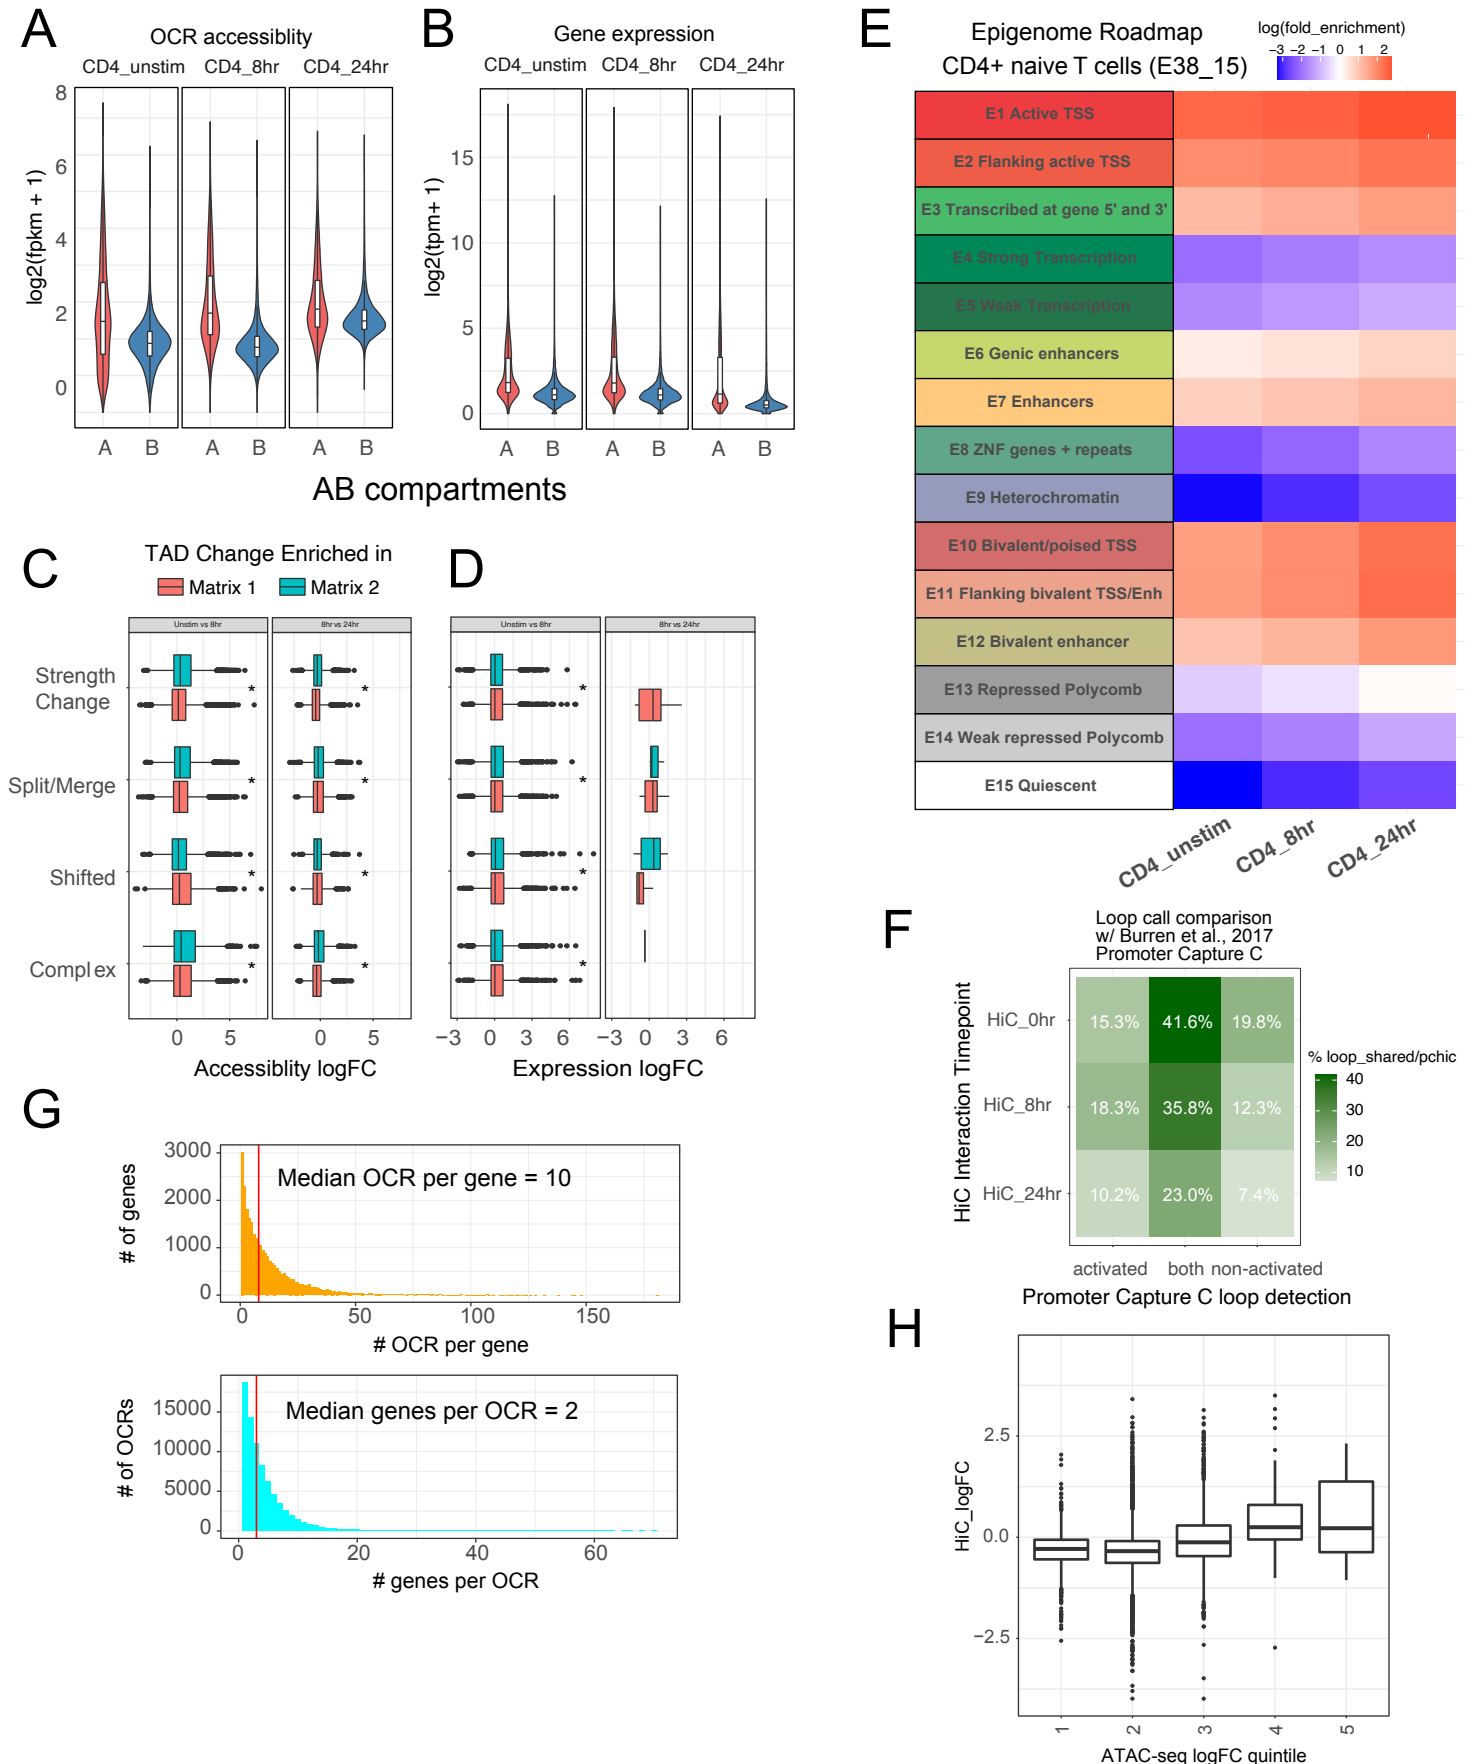 A
OCR accessiblity
CD4_unstim CD4_8hr CD4_24hr
log2(fpkm + 1)
8
6
4
2
0
A B A B A B
B
Gene expression
CD4_unstim CD4_8hr CD4_24hr
log2(tpm+ 1)
15
10
5
0
A B A B A B
AB compartments
C
TAD Change Enriched in
Matrix 1 Matrix 2
D
Unstim vs 8hr 8hr vs 24hr
Unstim vs 8hr 8hr vs 24hr
Strength
Change
Split/Merge
Shifted
Complex
* * *
* * *
* * *
* * *
0 5 0 5
−3 0 3 6 −3 0 3 6
Accessiblity logFC
Expression logFC
E
Epigenome Roadmap
CD4+ naive T cells (E38_15)
log(fold_enrichment)
−3 −2 −1 0 1 2
E1 Active TSS
E2 Flanking active TSS
E3 Transcribed at gene 5' and 3'
E4 Strong Transcription
E5 Weak Transcription
E6 Genic enhancers
E7 Enhancers
E8 ZNF genes + repeats
E9 Heterochromatin
E10 Bivalent/poised TSS
E11 Flanking bivalent TSS/Enh
E12 Bivalent enhancer
E13 Repressed Polycomb
E14 Weak repressed Polycomb
E15 Quiescent
CD4_unstim CD4_8hr CD4_24hr
F
Loop call comparison
w/ Burren et al., 2017
Promoter Capture C
HiC Interaction Timepoint
HiC_0hr 15.3% 41.6% 19.8%
HiC_8hr 18.3% 35.8% 12.3%
HiC_24hr 10.2% 23.0% 7.4%
activated both non-activated
Promoter Capture C loop detection
% loop_shared/pchic
40
30
20
10
G
# of genes
3000
2000
1000
0
Median OCR per gene = 10
0 50 100 150
# OCR per gene
# of OCRs
15000
10000
5000
0
Median genes per OCR = 2
0 20 40 60
# genes per OCR
H
HiC_logFC
2.5
0.0
−2.5
1 2 3 4 5
ATAC-seq logFC quintile